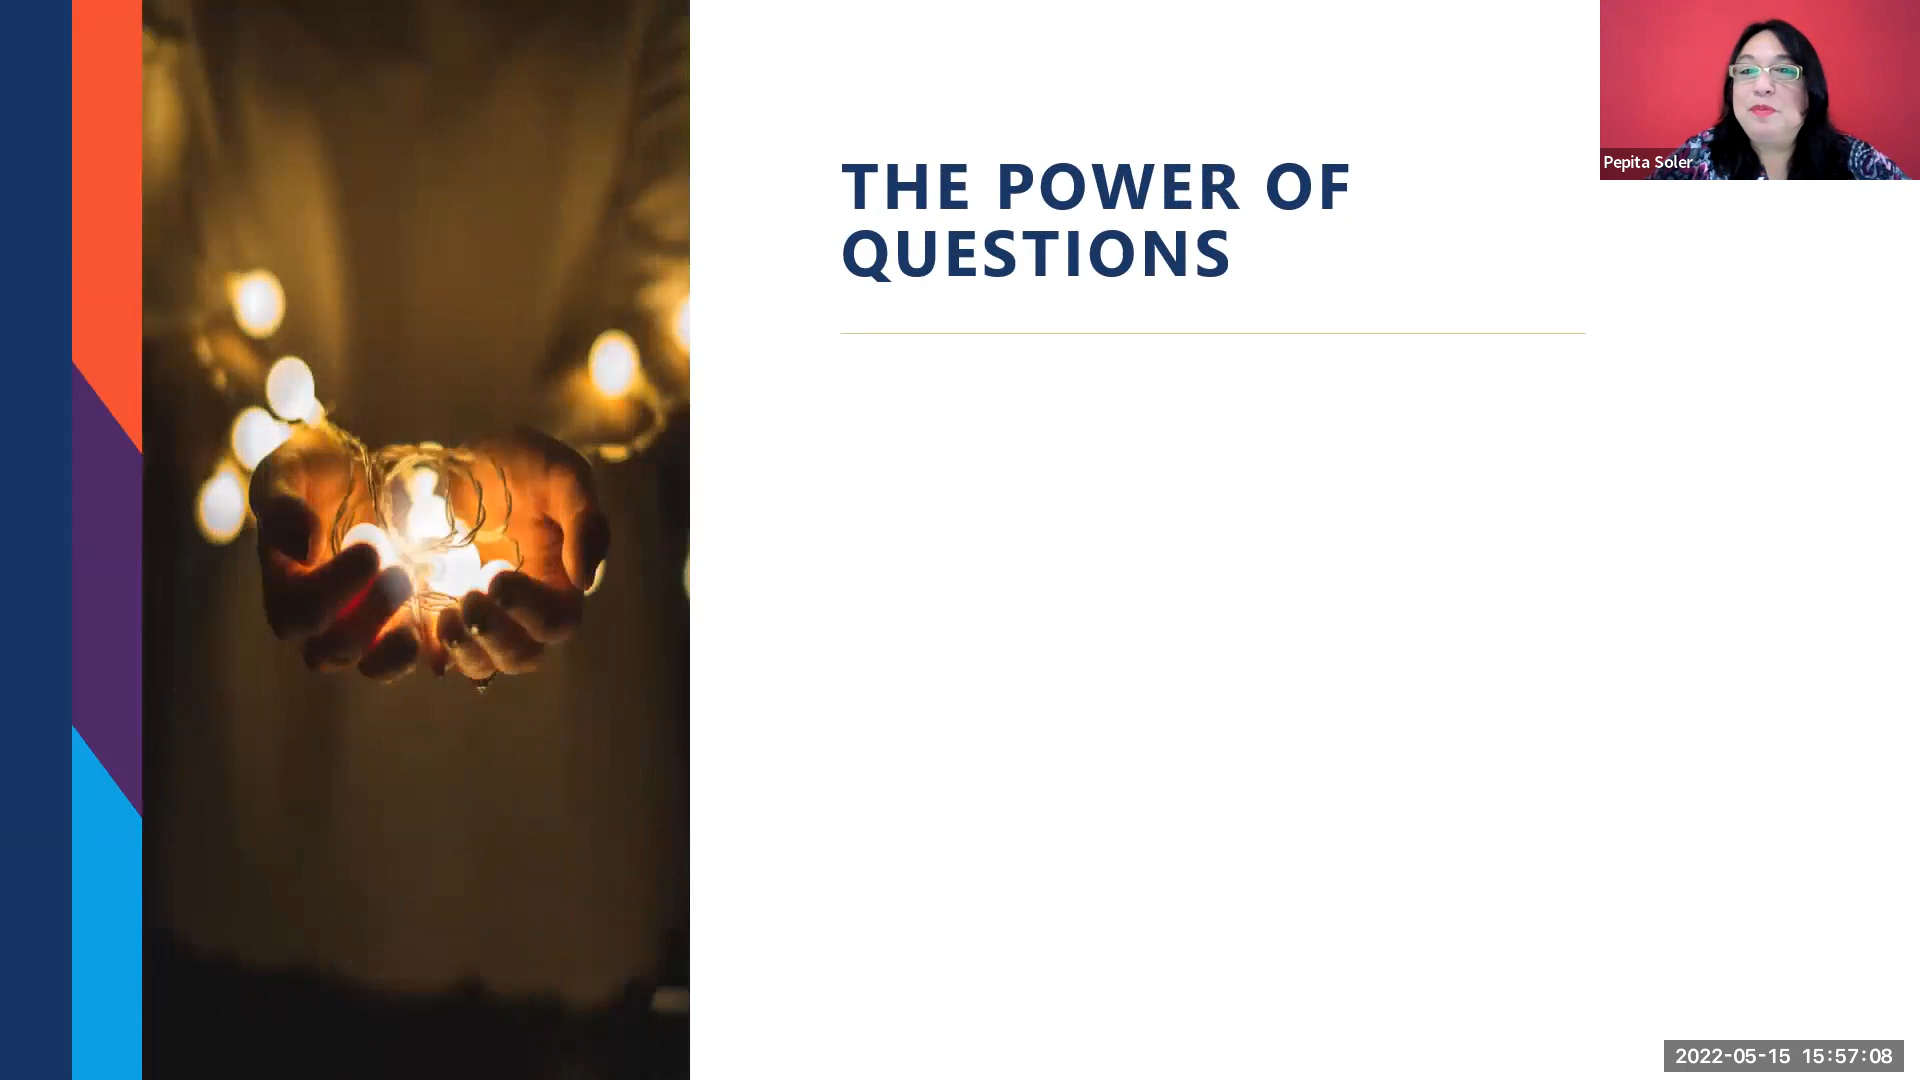 THE POWER OF
QUESTIONS
Pepita Soler
2022-05-15 15:57:08